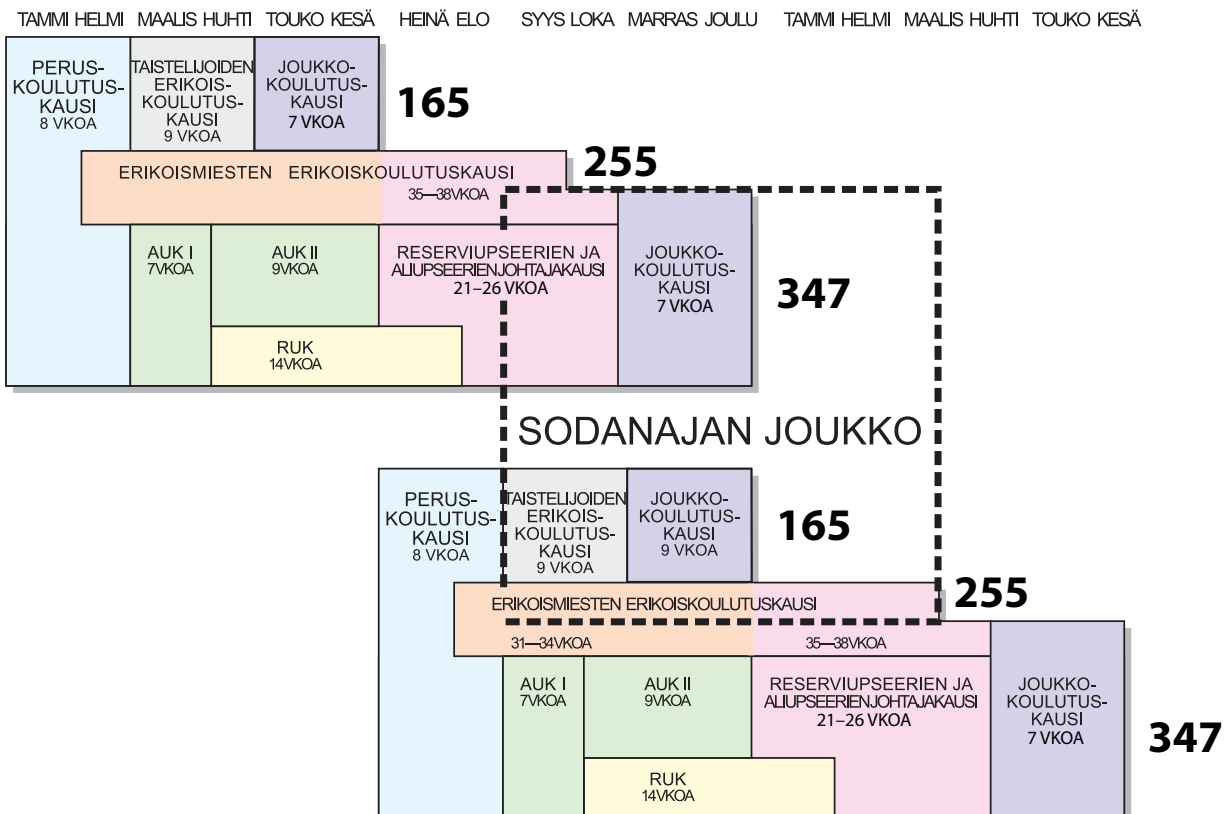 TAMMI HELMI MAALIS HUHTI TOUKO KESÄ HEINÄ ELO SYYS LOKA MARRAS JOULU TAMMI HELMI MAALIS HUHTI TOUKO KESÄ
PERUS-
KOULUTUS-
KAUSI
8 VKOA
TAISTELIJOIDEN
ERIKOIS-
KOULUTUS-
KAUSI
9 VKOA
JOUKKO-
KOULUTUS-
KAUSI
7 VKOA
165
ERIKOISMIESTEN ERIKOISKOULUTUSKAUSI
35—38VKOA
255
AUK I
7VKOA
AUK II
9VKOA
RESERVIUPSEERIEN JA
ALIUPSEERIENJOHTAJAKAUSI
21–26 VKOA
JOUKKO-
KOULUTUS-
KAUSI
7 VKOA
347
RUK
14VKOA
SODANAJAN JOUKKO
PERUS-
KOULUTUS-
KAUSI
8 VKOA
TAISTELIJOIDEN
ERIKOIS-
KOULUTUS-
KAUSI
9 VKOA
JOUKKO-
KOULUTUS-
KAUSI
9 VKOA
165
ERIKOISMIESTEN ERIKOISKOULUTUSKAUSI
31—34VKOA 35—38VKOA
255
AUK I
7VKOA
AUK II
9VKOA
RESERVIUPSEERIEN JA
ALIUPSEERIENJOHTAJAKAUSI
21–26 VKOA
JOUKKO-
KOULUTUS-
KAUSI
7 VKOA
347
RUK
14VKOA